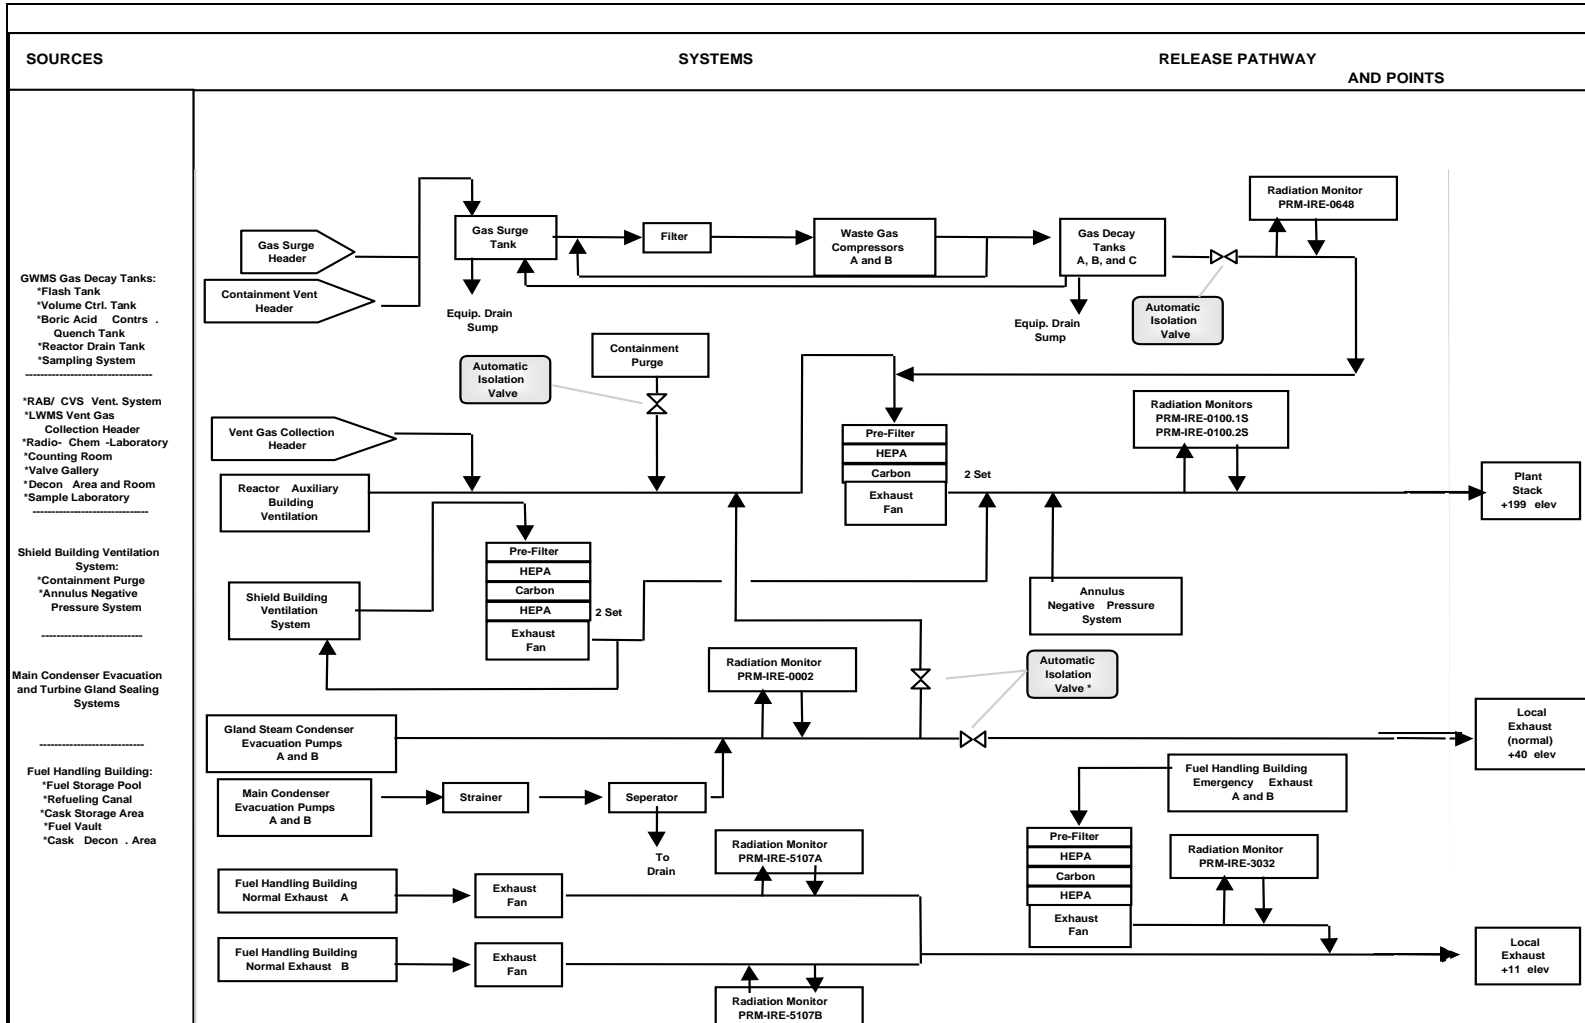 SOURCES
SYSTEMS
RELEASE PATHWAY
AND POINTS
GWMS Gas Decay Tanks:
*Flash Tank
*Volume Ctrl. Tank
*Boric Acid Contrs .
Quench Tank
*Reactor Drain Tank
*Sampling System
----------------------------------
*RAB/ CVS Vent. System
*LWMS Vent Gas
Collection Header
*Radio- Chem -Laboratory
*Counting Room
*Valve Gallery
*Decon Area and Room
*Sample Laboratory
-------------------------------
Shield Building Ventilation
System:
*Containment Purge
*Annulus Negative
Pressure System
---------------------------
Main Condenser Evacuation
and Turbine Gland Sealing
Systems
----------------------------
Fuel Handling Building:
*Fuel Storage Pool
*Refueling Canal
*Cask Storage Area
*Fuel Vault
*Cask Decon . Area
Gas Surge
Header
Containment Vent
Header
Gas Surge
Tank
Equip. Drain
Sump
Filter
Waste Gas
Compressors
A and B
Gas Decay
Tanks
A, B, and C
Equip. Drain
Sump
Radiation Monitor
PRM-IRE-0648
Automatic
Isolation
Valve
Automatic
Isolation
Valve
Containment
Purge
Vent Gas Collection
Header
Reactor Auxiliary
Building
Ventilation
Pre-Filter
HEPA
Carbon
Exhaust
Fan
2 Set
Radiation Monitors
PRM-IRE-0100.1S
PRM-IRE-0100.2S
Plant
Stack
+199 elev
Shield Building
Ventilation
System
Pre-Filter
HEPA
Carbon
HEPA
Exhaust
Fan
2 Set
Annulus
Negative Pressure
System
Radiation Monitor
PRM-IRE-0002
Automatic
Isolation
Valve *
Gland Steam Condenser
Evacuation Pumps
A and B
Local
Exhaust
(normal)
+40 elev
Main Condenser
Evacuation Pumps
A and B
Strainer
Seperator
To
Drain
Fuel Handling Building
Emergency Exhaust
A and B
Pre-Filter
HEPA
Carbon
HEPA
Exhaust
Fan
Radiation Monitor
PRM-IRE-3032
Radiation Monitor
PRM-IRE-5107A
Fuel Handling Building
Normal Exhaust A
Exhaust
Fan
Fuel Handling Building
Normal Exhaust B
Exhaust
Fan
Radiation Monitor
PRM-IRE-5107B
Local
Exhaust
+11 elev